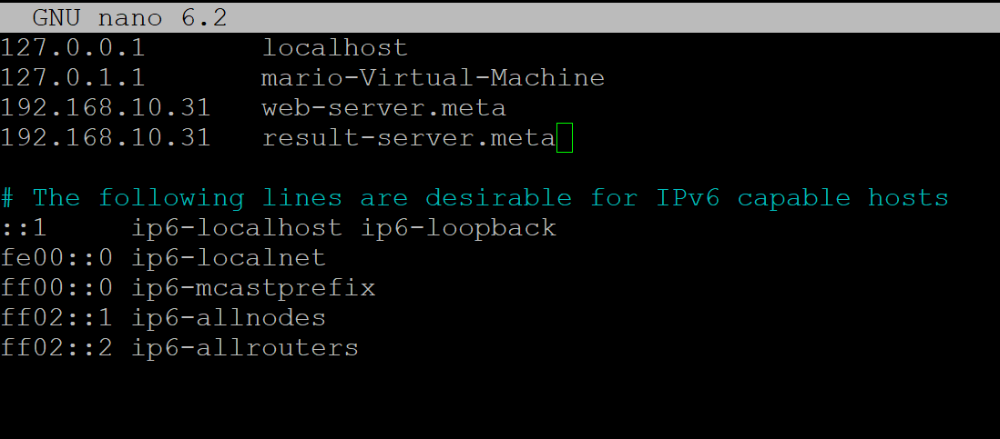 GNU nano 6.2
127.0.0.1 localhost
127.0.1.1 mario-Virtual-Machine
192.168.10.31 web-server.meta
192.168.10.31 result-server.meta
# The following lines are desirable for IPv6 capable hosts
::1 ip6-localhost ip6-loopback
fe00::0 ip6-localnet
ff00::0 ip6-mcastprefix
ff02::1 ip6-allnodes
ff02::2 ip6-allrouters